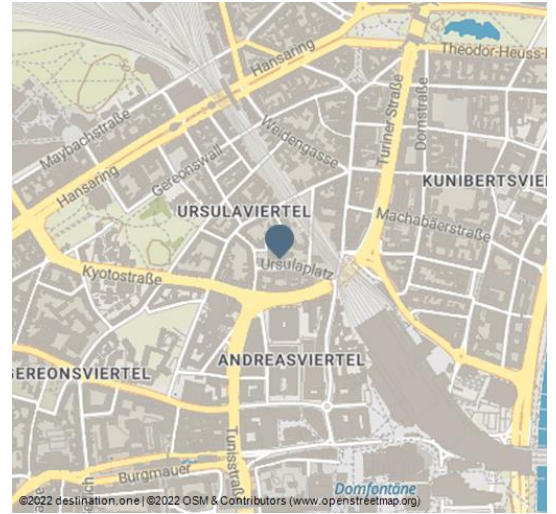 Hansaring
Theodor-Heuss-
Maybachstraße
Weidengasse
Turiner Straße
Domstraße
Gereonswall
Hansaring
KUNIBERTSVIE
URSULAVIERTEL
Machabäerstraße
Kyotostraße
Ursulaplatz
ANDREASVIERTEL
GEREONSVIERTEL
Tunisstraße
Burgmauer
Domfontäne
©2022 destination.one | ©2022 OSM & Contributors (www.openstreetmap.org)